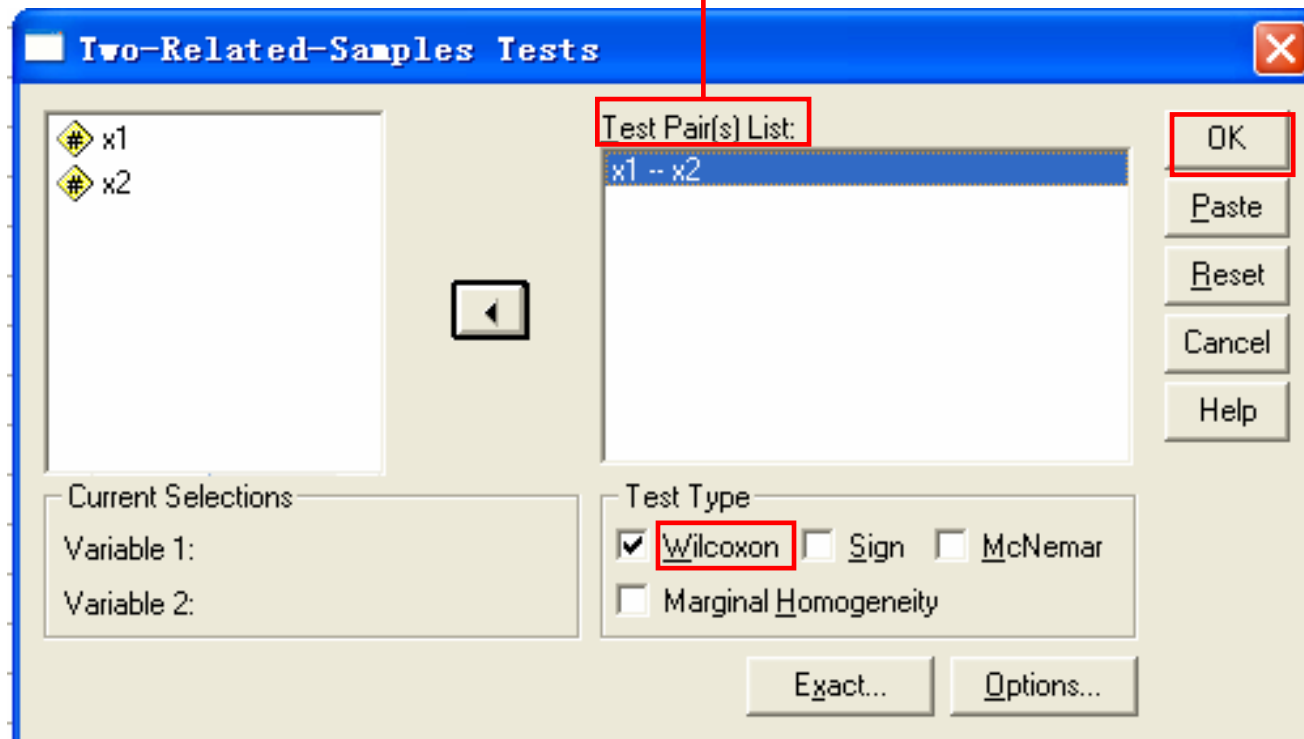 Two-Related-Samples Tests
x1
x2
Test Pair(s) List:
x1 -- x2
OK
Paste
Reset
Cancel
Help
Current Selections
Variable 1:
Variable 2:
Test Type
Wilcoxon Sign McNemar
Marginal Homogeneity
Exact... Options...